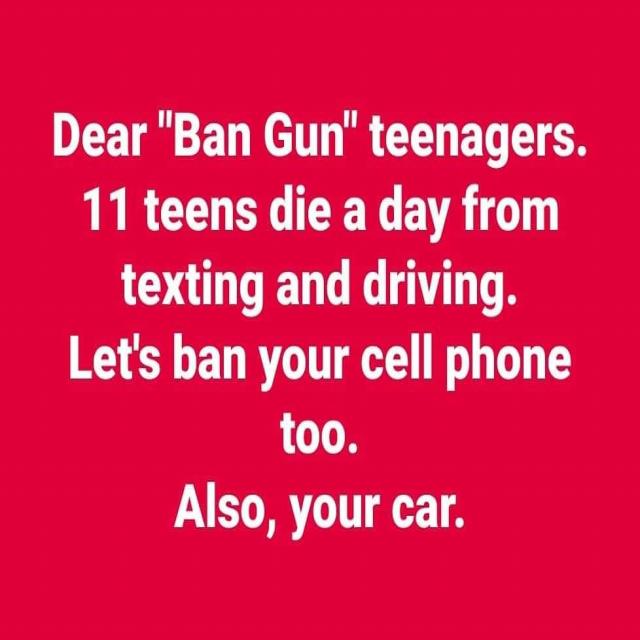 Dear "Ban Gun" teenagers.
11 teens die a day from
texting and driving.
Let's ban your cell phone
too.
Also, your car.